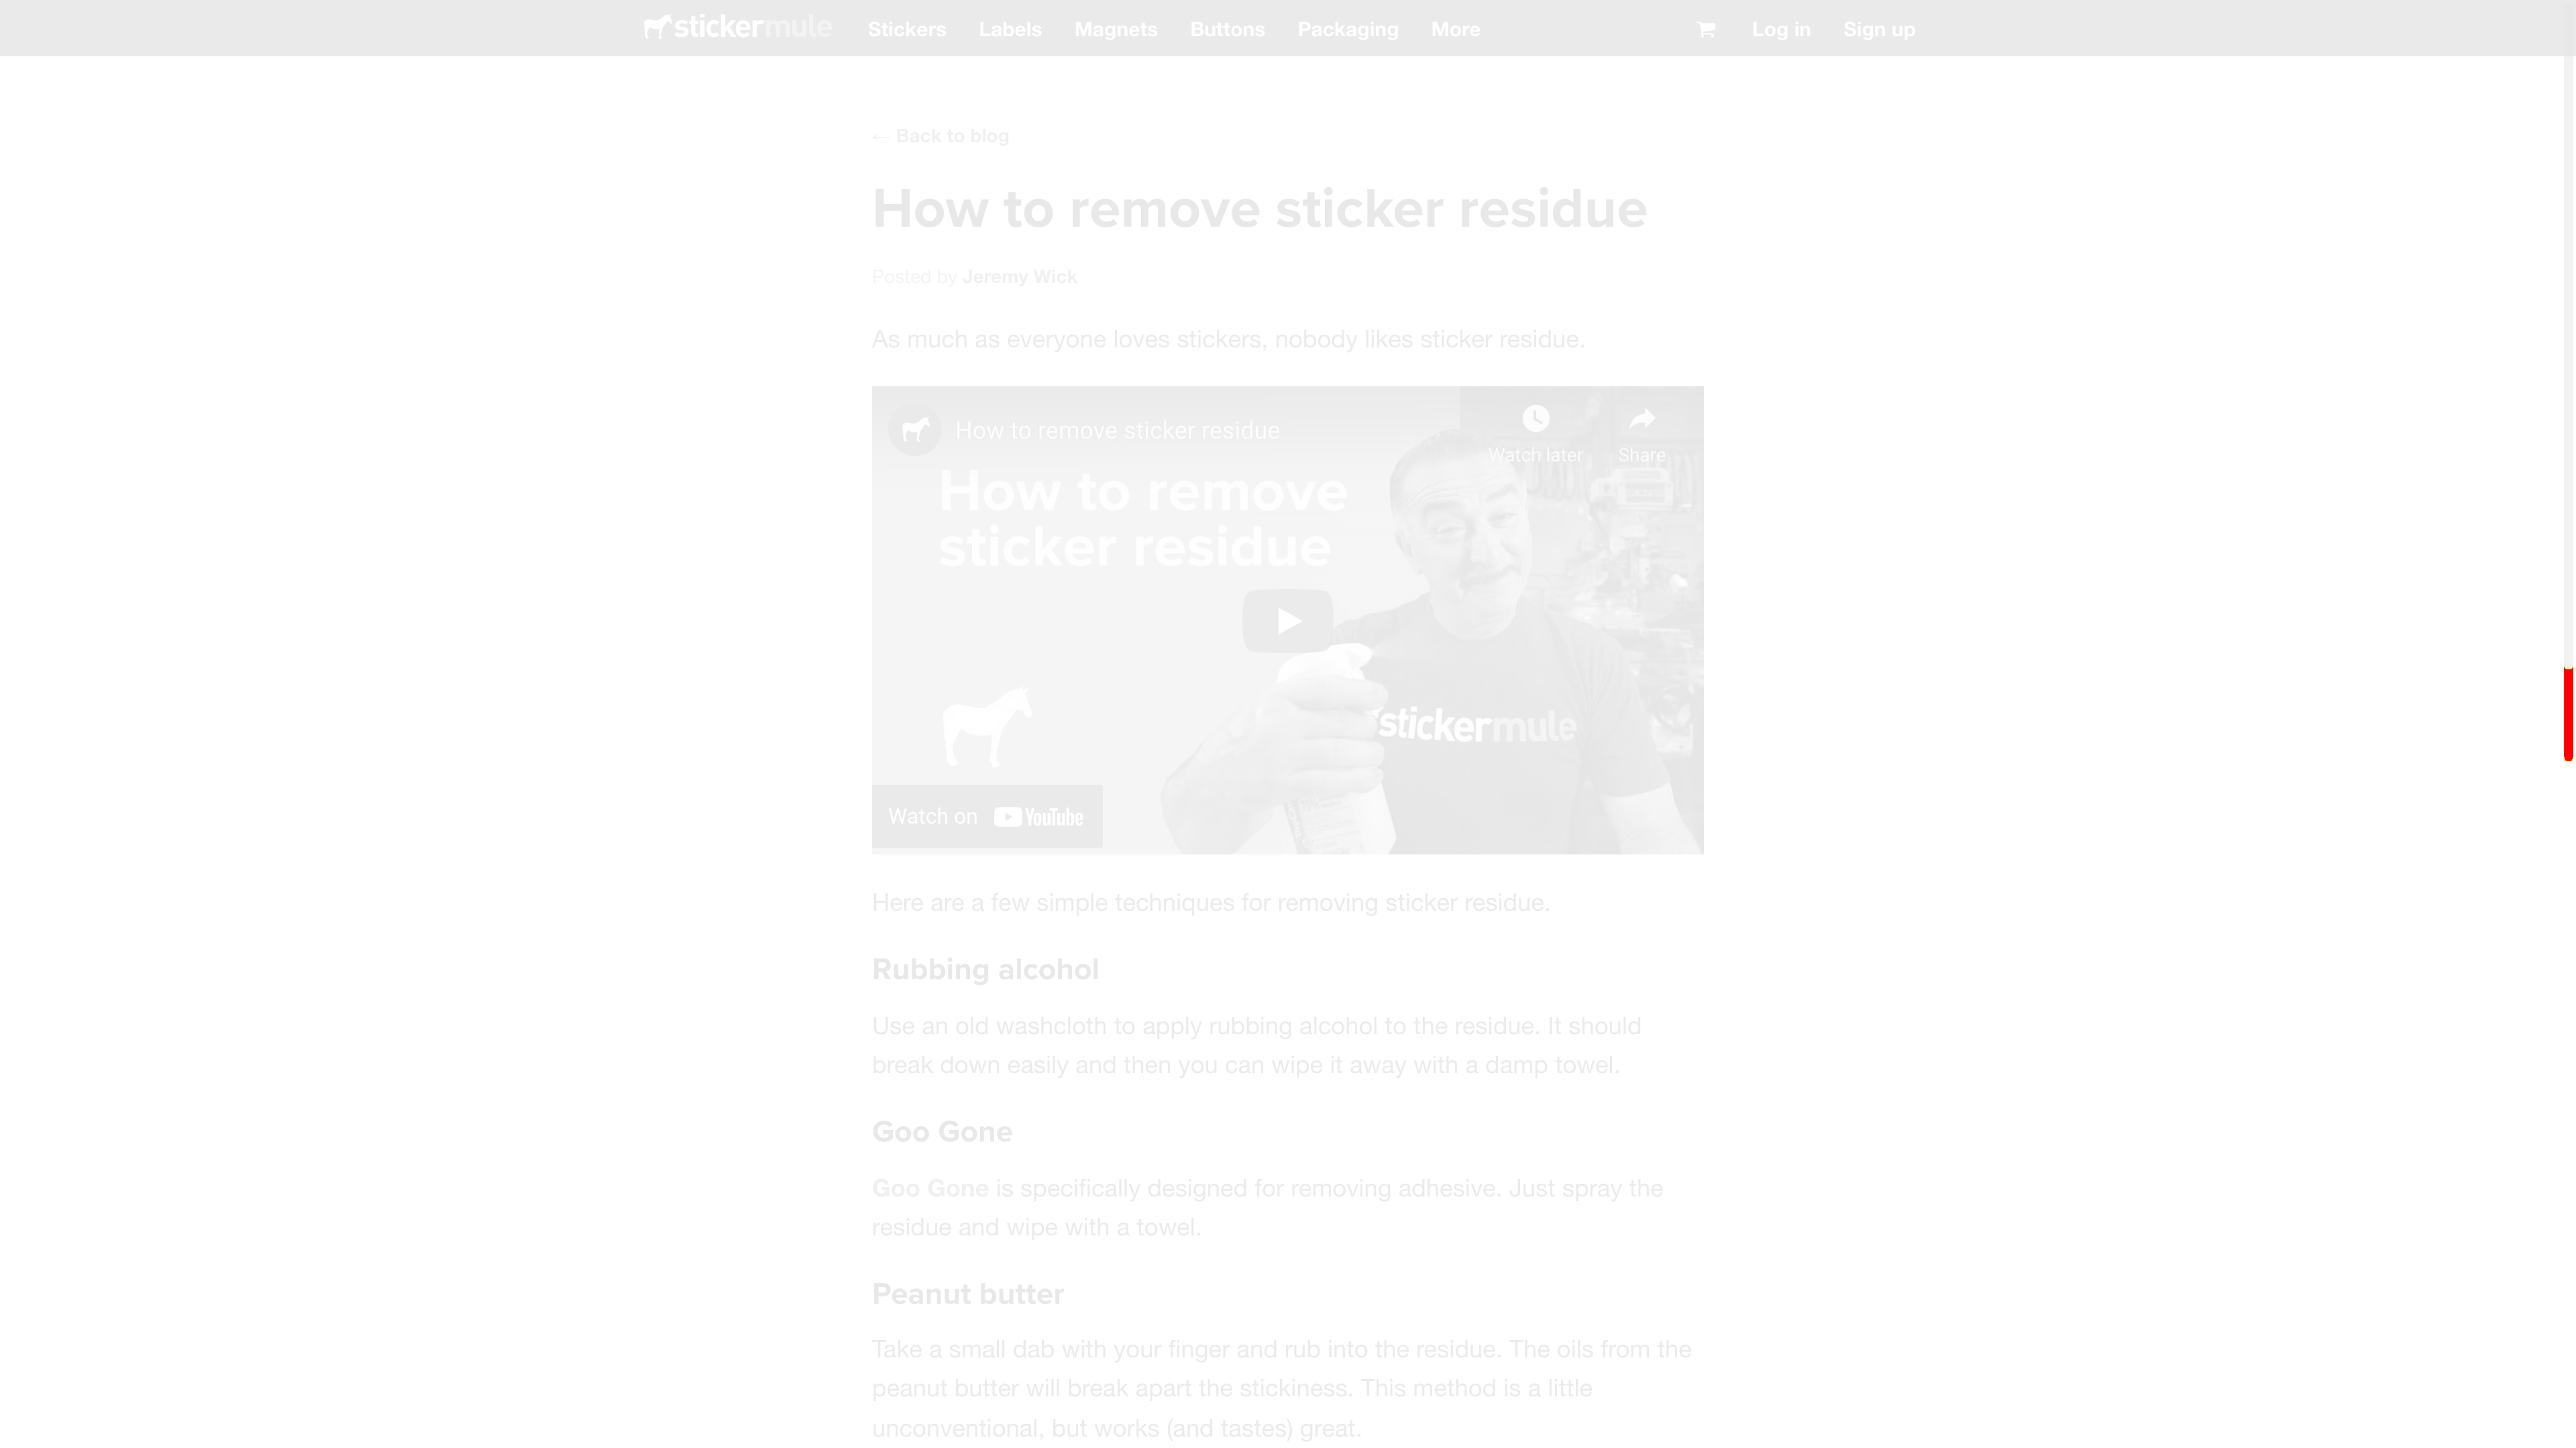 stickermule Stickers Labels Magnets Buttons Packaging More Log in Sign up
← Back to blog
How to remove sticker residue
Posted by Jeremy Wick
As much as everyone loves stickers, nobody likes sticker residue.
How to remove sticker residue
Watch later Share
How to remove
sticker residue
stickermule
Watch on YouTube
Here are a few simple techniques for removing sticker residue.
Rubbing alcohol
Use an old washcloth to apply rubbing alcohol to the residue. It should
break down easily and then you can wipe it away with a damp towel.
Goo Gone
Goo Gone is specifically designed for removing adhesive. Just spray the
residue and wipe with a towel.
Peanut butter
Take a small dab with your finger and rub into the residue. The oils from the
peanut butter will break apart the stickiness. This method is a little
unconventional, but works (and tastes) great.